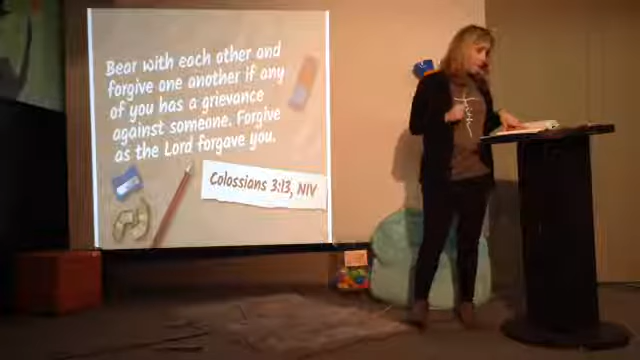 Bear with each other and
forgive one another if any
of you has a grievance
against someone. Forgive
as the Lord forgave you.
Colossians 3:13, NIV